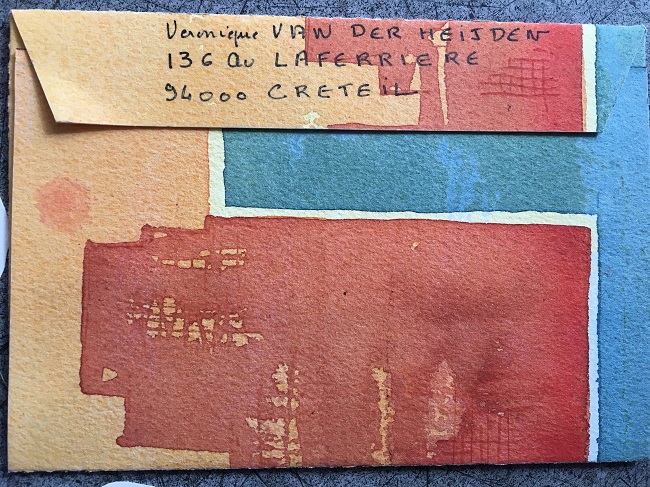 Veronique VAN DER HEIJDEN
136 Av LAFERRIERE
94000 CRETEIL